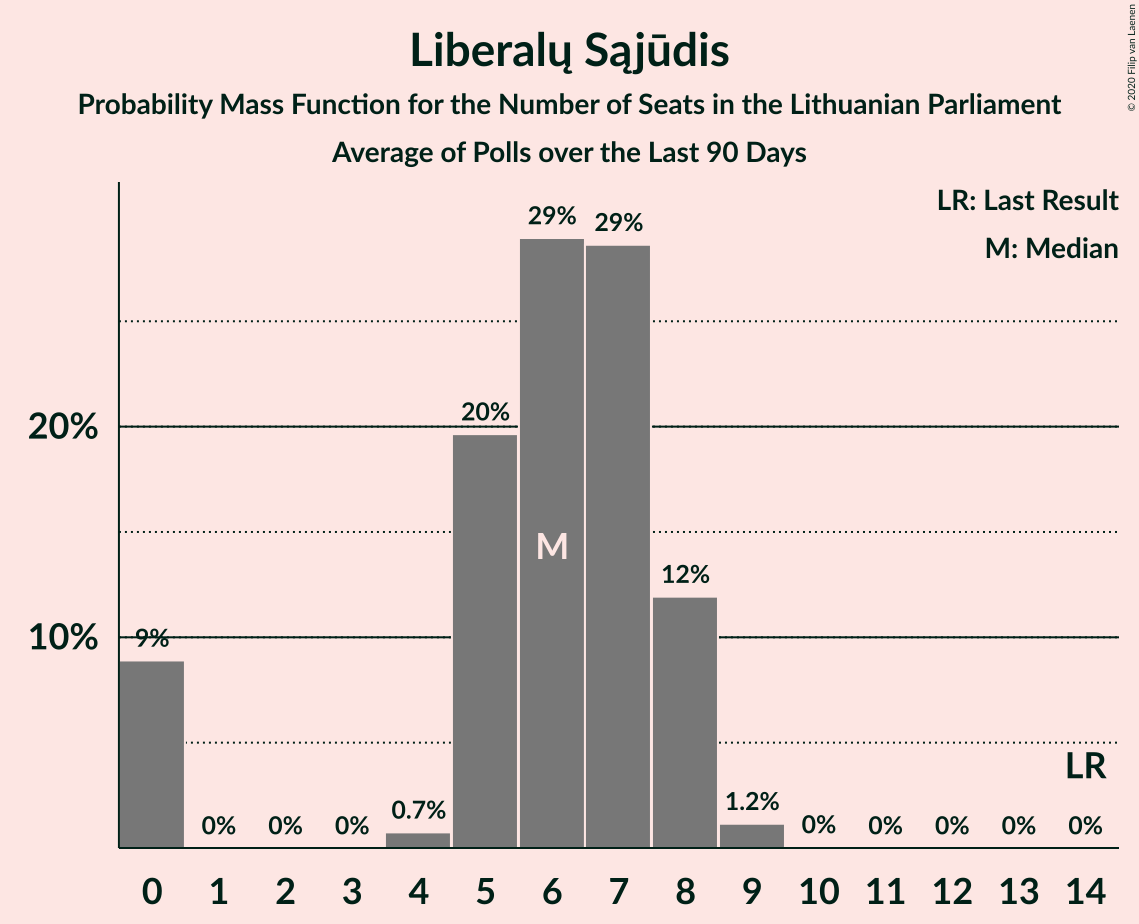 Liberalų Sąjūdis
Probability Mass Function for the Number of Seats in the Lithuanian Parliament
Average of Polls over the Last 90 Days
© 2020 Filip van Laenen
LR: Last Result
M: Median
29%
29%
20%
20%
M
12%
10%
9%
LR
0%
0%
0%
0.7%
1.2%
0%
0%
0%
0%
0%
0 1 2 3 4 5 6 7 8 9 10 11 12 13 14